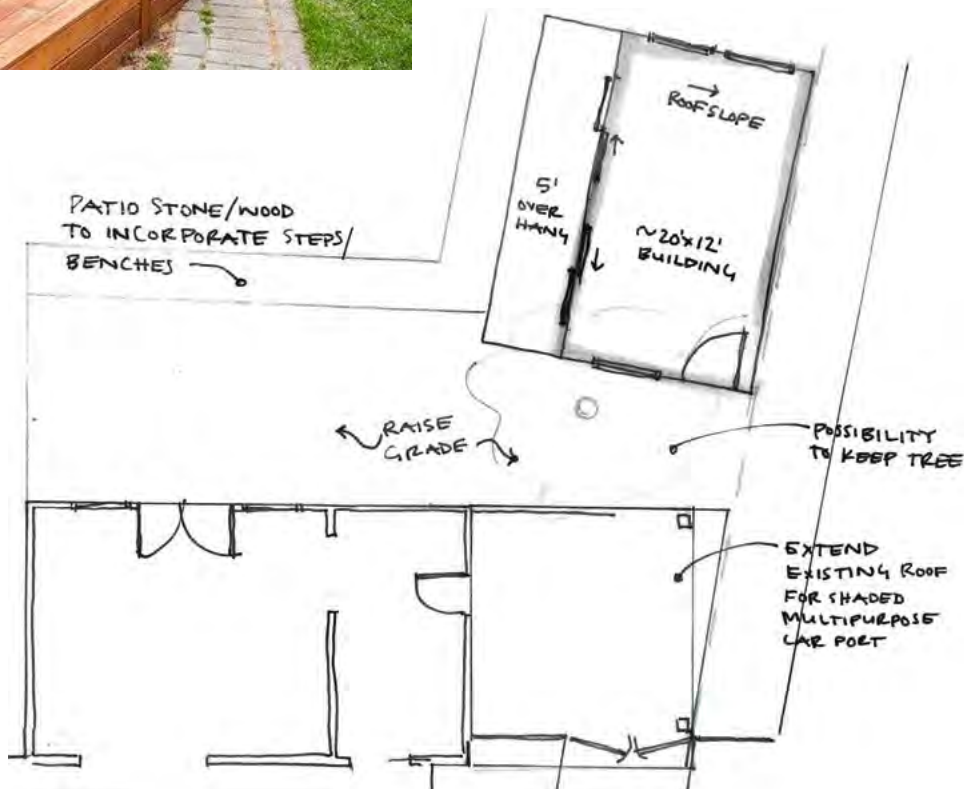 →
ROOF SLOPE
5'
OVER
HANG
~20'x12'
BUILDING
PATIO STONE/WOOD
TO INCORPORATE STEPS/
BENCHES
RAISE
GRADE
POSSIBILITY
TO KEEP TREE
EXTEND
EXISTING ROOF
FOR SHADED
MULTIPURPOSE
CAR PORT